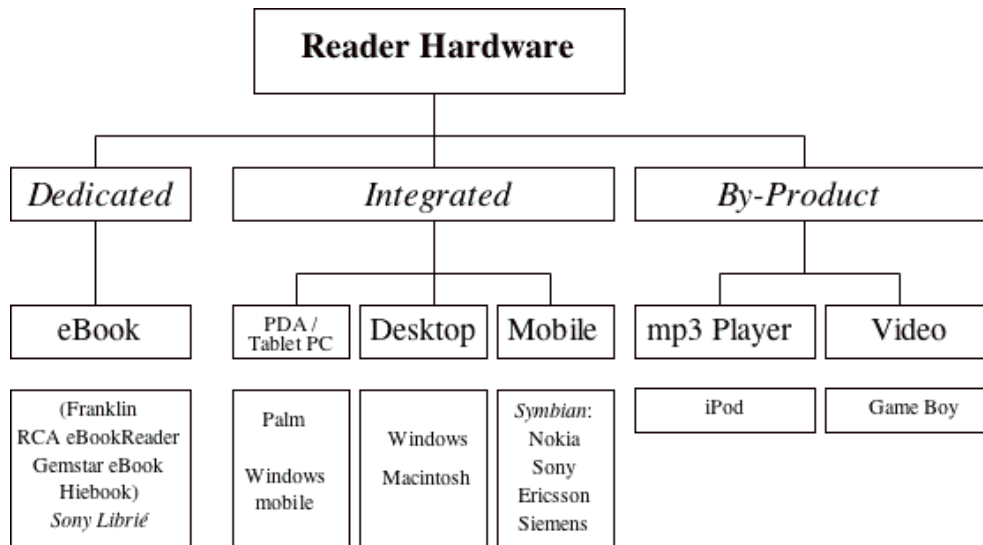 Reader Hardware
Dedicated
Integrated
By-Product
eBook
PDA /
Tablet PC
Desktop
Mobile
mp3 Player
Video
(Franklin
RCA eBookReader
Gemstar eBook
Hiebook)
Sony Librié
Palm
Windows
mobile
Windows
Macintosh
Symbian:
Nokia
Sony
Ericsson
Siemens
iPod
Game Boy